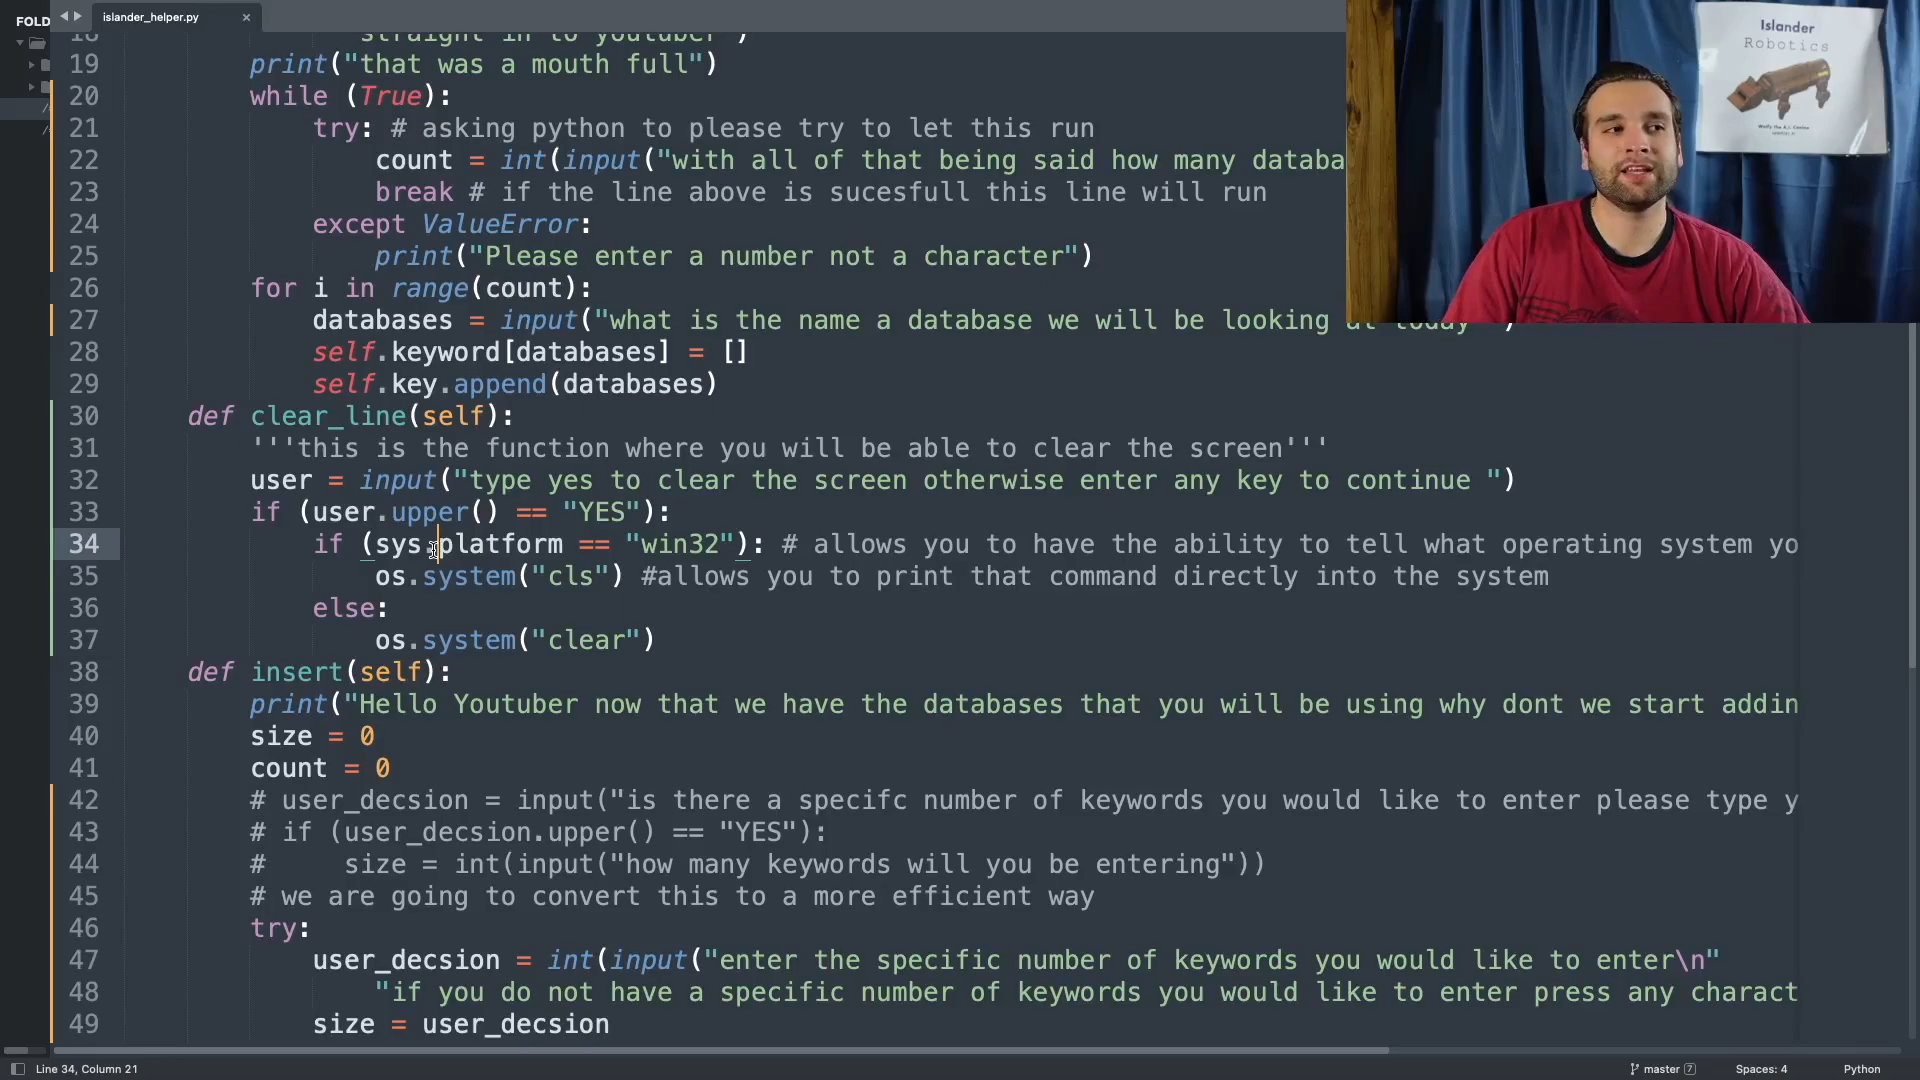 FOLD
islander_helper.py ×
18 straight in to youtuber")
19 print("that was a mouth full")
20 while (True):
21 try: # asking python to please try to let this run
22 count = int(input("with all of that being said how many databa
23 break # if the line above is sucesfull this line will run
24 except ValueError:
25 print("Please enter a number not a character")
26 for i in range(count):
27 databases = input("what is the name a database we will be looking at today ")
28 self.keyword[databases] = []
29 self.key.append(databases)
30 def clear_line(self):
31 '''this is the function where you will be able to clear the screen'''
32 user = input("type yes to clear the screen otherwise enter any key to continue ")
33 if (user.upper() == "YES"):
34 if (sys.platform == "win32"): # allows you to have the ability to tell what operating system yo
35 os.system("cls") #allows you to print that command directly into the system
36 else:
37 os.system("clear")
38 def insert(self):
39 print("Hello Youtuber now that we have the databases that you will be using why dont we start addin
40 size = 0
41 count = 0
42 # user_decsion = input("is there a specifc number of keywords you would like to enter please type y
43 # if (user_decsion.upper() == "YES"):
44 # size = int(input("how many keywords will you be entering"))
45 # we are going to convert this to a more efficient way
46 try:
47 user_decsion = int(input("enter the specific number of keywords you would like to enter\n"
48 "if you do not have a specific number of keywords you would like to enter press any charact
49 size = user_decsion
Islander
Robotics
Line 34, Column 21
master 7
Spaces: 4
Python